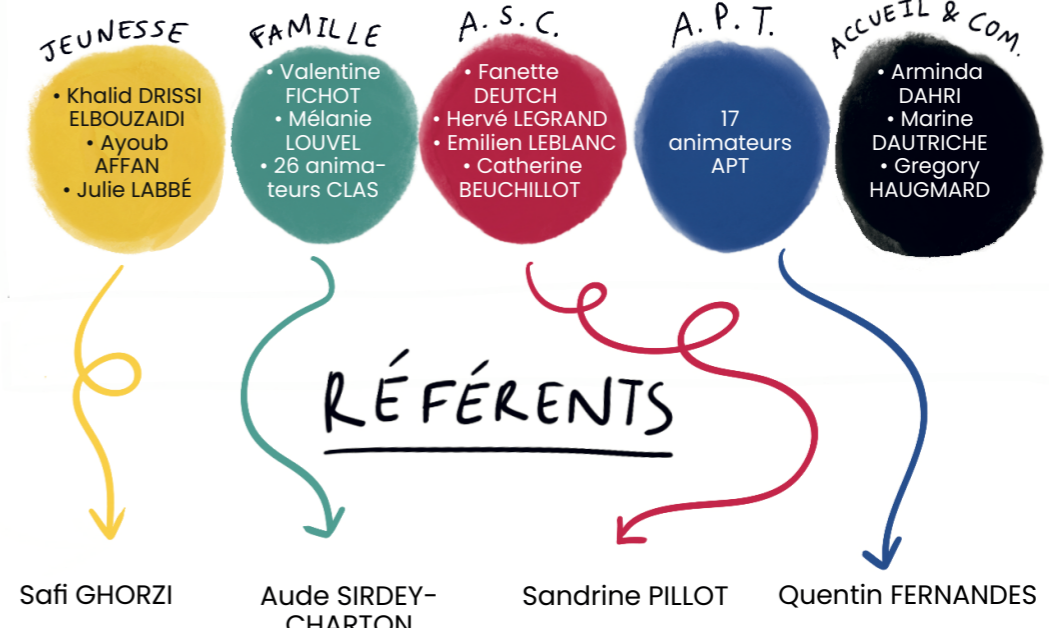 JEUNESSE
• Khalid DRISSI
ELBOUZAIDI
• Ayoub
AFFAN
• Julie LABBÉ
FAMILLE
• Valentine
FICHOT
• Mélanie
LOUVEL
• 26 anima-
teurs CLAS
A.S.C.
• Fanette
DEUTCH
• Hervé LEGRAND
• Emilien LEBLANC
• Catherine
BEUCHILLOT
A.P.T.
17
animateurs
APT
ACCUEIL & COM.
• Arminda
DAHRI
• Marine
DAUTRICHE
• Gregory
HAUGMARD
RÉFÉRENTS
Safi GHORZI
Aude SIRDEY-
CHARTON
Sandrine PILLOT
Quentin FERNANDES